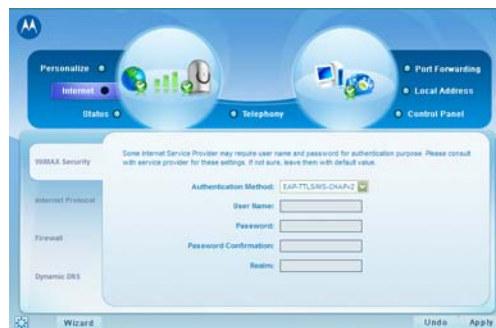 Personalize
Internet
Status
Telephony
Port Forwarding
Local Address
Control Panel
WiMAX Security
Internet Protocol
Firewall
Dynamic DNS
Some Internet Service Provider may require user name and password for authentication purpose. Please consult
with service provider for these settings. If not sure, leave them with default value.
Authentication Method: EAP-TTLS/MS-CHAPv2
User Name:
Password:
Password Confirmation:
Realm:
Wizard
Undo
Apply